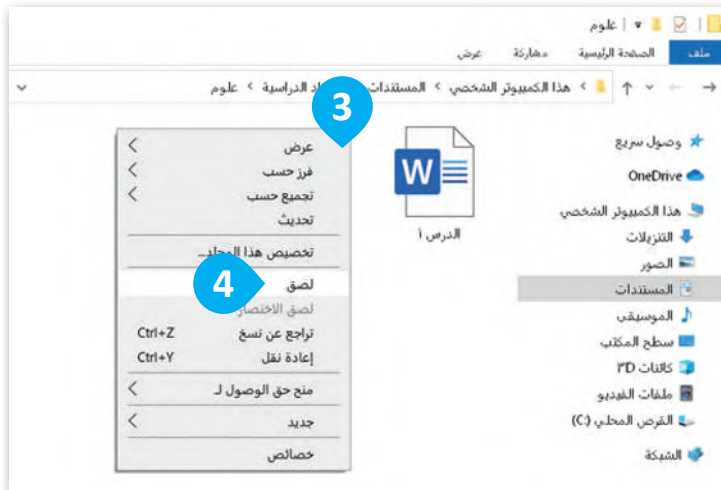 علوم
ملف الصفحة الرئيسية مشاركة عرض
هذا الكمبيوتر الشخصي > المستندات > اد الدراسية > علوم
3
وصول سريع
OneDrive
هذا الكمبيوتر الشخصي
التنزيلات
الصور
المستندات
الموسيقى
سطح المكتب
كائنات ٣D
ملفات الفيديو
القرص المحلي (C:)
الشبكة
W
الدرس ١
عرض
فرز حسب
تجميع حسب
تحديث
تخصيص هذا المجلد...
لصق
4
لصق الاختصار
تراجع عن نسخ Ctrl+Z
إعادة نقل Ctrl+Y
منح حق الوصول لـ
جديد
خصائص